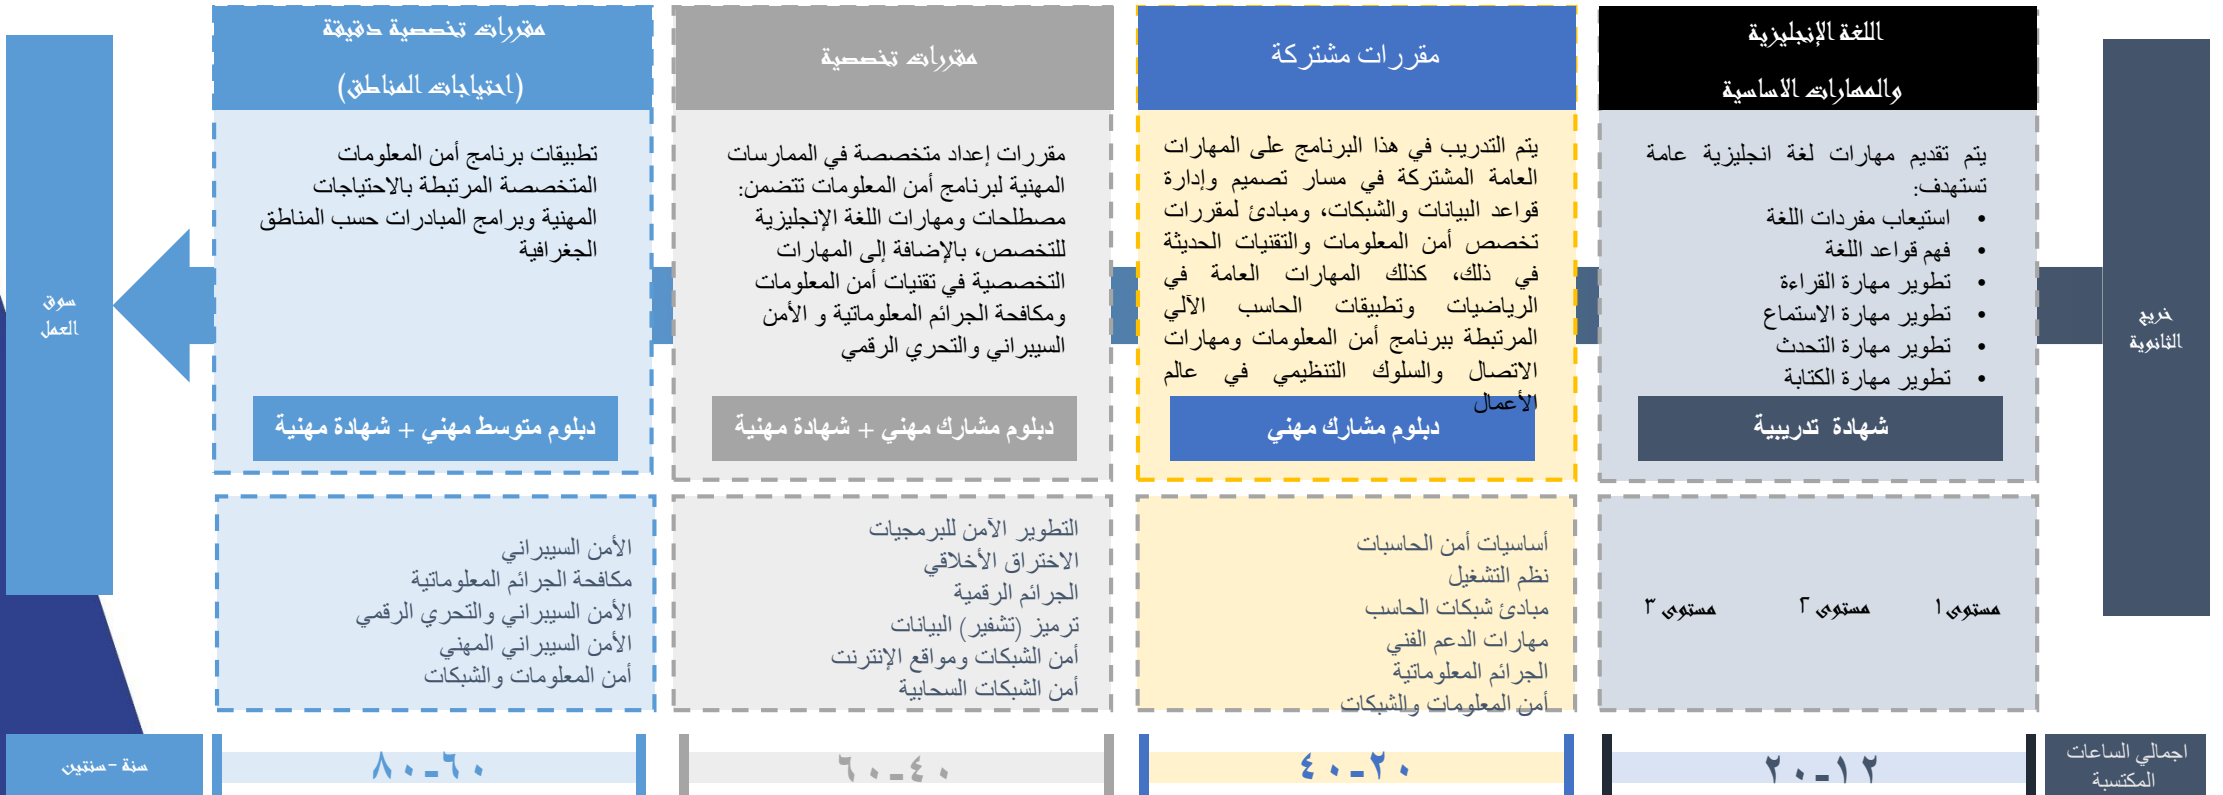 خريج
الثانوية
اللغة الإنجليزية
والمهارات الاساسية
يتم تقديم مهارات لغة انجليزية عامة
تستهدف:
• استيعاب مفردات اللغة
• فهم قواعد اللغة
• تطوير مهارة القراءة
• تطوير مهارة الاستماع
• تطوير مهارة التحدث
• تطوير مهارة الكتابة
شهادة تدريبية
مستوى ١ مستوى ٢ مستوى ٣
مقررات مشتركة
يتم التدريب في هذا البرنامج على المهارات
العامة المشتركة في مسار تصميم وإدارة
قواعد البيانات والشبكات، ومبادئ لمقررات
تخصص أمن المعلومات والتقنيات الحديثة
في ذلك، كذلك المهارات العامة في
الرياضيات وتطبيقات الحاسب الآلي
المرتبطة ببرنامج أمن المعلومات ومهارات
الاتصال والسلوك التنظيمي في عالم
الأعمال
دبلوم مشارك مهني
أساسيات أمن الحاسبات
نظم التشغيل
مبادئ شبكات الحاسب
مهارات الدعم الفني
الجرائم المعلوماتية
أمن المعلومات والشبكات
مقررات تخصصية
مقررات إعداد متخصصة في الممارسات
المهنية لبرنامج أمن المعلومات تتضمن:
مصطلحات ومهارات اللغة الإنجليزية
للتخصص، بالإضافة إلى المهارات
التخصصية في تقنيات أمن المعلومات
ومكافحة الجرائم المعلوماتية و الأمن
السيبراني والتحري الرقمي
دبلوم مشارك مهني + شهادة مهنية
التطوير الآمن للبرمجيات
الاختراق الأخلاقي
الجرائم الرقمية
ترميز (تشفير) البيانات
أمن الشبكات ومواقع الإنترنت
أمن الشبكات السحابية
مقررات تخصصية دقيقة
(احتياجات المناطق)
تطبيقات برنامج أمن المعلومات
المتخصصة المرتبطة بالاحتياجات
المهنية وبرامج المبادرات حسب المناطق
الجغرافية
دبلوم متوسط مهني + شهادة مهنية
الأمن السيبراني
مكافحة الجرائم المعلوماتية
الأمن السيبراني والتحري الرقمي
الأمن السيبراني المهني
أمن المعلومات والشبكات
سوق
العمل
اجمالي الساعات
المكتسبة
١٢-٢٠
٢٠-٤٠
٤٠-٦٠
٦٠-٨٠
سنة - سنتين